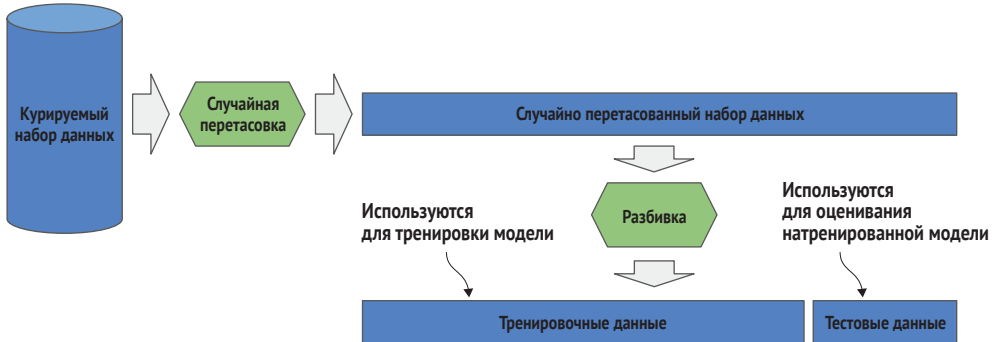 Курируемый
набор данных
Случайная
перетасовка
Случайно перетасованный набор данных
Используются
для тренировки модели
Разбивка
Используются
для оценивания
натренированной модели
Тренировочные данные
Тестовые данные